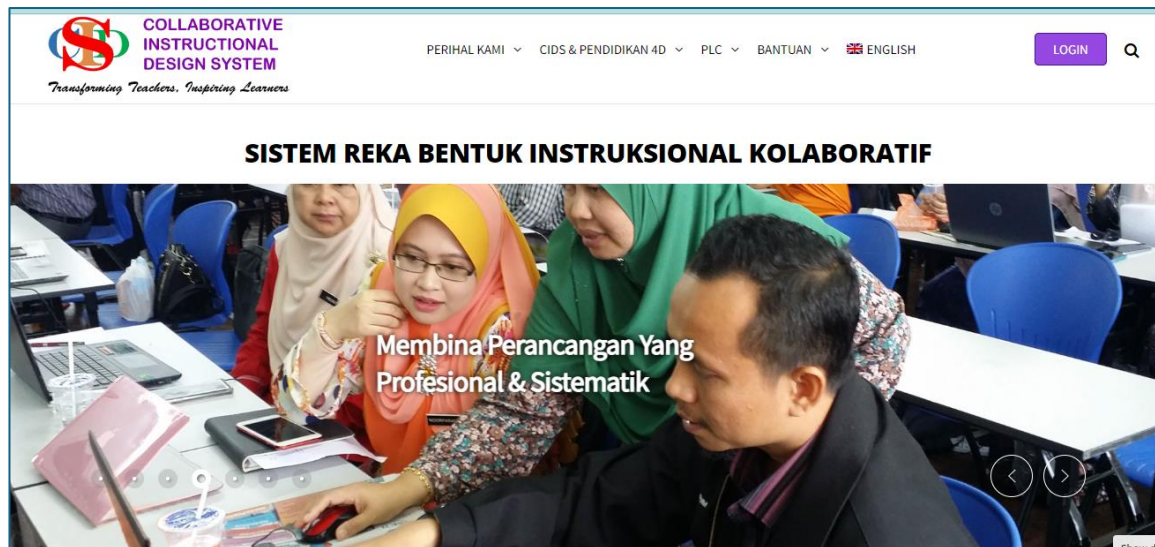 COLLABORATIVE
INSTRUCTIONAL
DESIGN SYSTEM
Transforming Teachers, Inspiring Learners
PERIHAL KAMI CIDS & PENDIDIKAN 4D PLC BANTUAN ENGLISH LOGIN
SISTEM REKA BENTUK INSTRUKSIONAL KOLABORATIF
Membina Perancangan Yang
Profesional & Sistematik